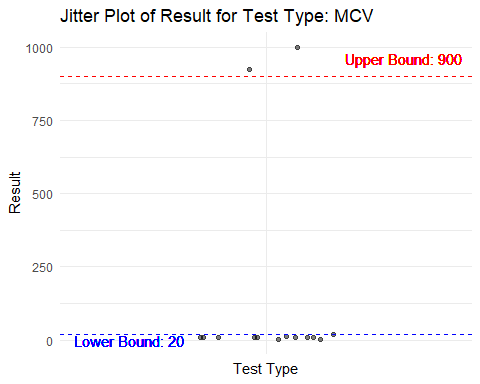 Jitter Plot of Result for Test Type: MCV
1000
Upper Bound: 900
750
Result
500
250
0
Lower Bound: 20
Test Type